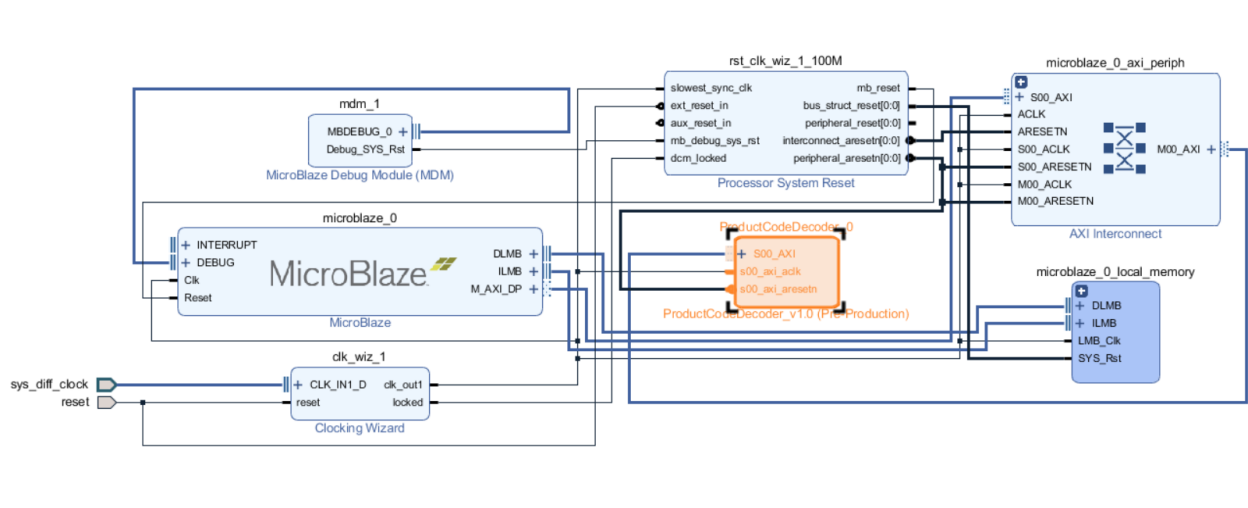 rst_clk_wiz_1_100M
slowest_sync_clk
ext_reset_in
aux_reset_in
mb_debug_sys_rst
dcm_locked
mb_reset
bus_struct_reset[0:0]
peripheral_reset[0:0]
interconnect_aresetn[0:0]
peripheral_aresetn[0:0]
Processor System Reset
microblaze_0_axi_periph
S00_AXI
ACLK
ARESETN
S00_ACLK
S00_ARESETN
M00_ACLK
M00_ARESETN
M00_AXI
AXI Interconnect
mdm_1
MBDEBUG_0
Debug_SYS_Rst
MicroBlaze Debug Module (MDM)
microblaze_0
INTERRUPT
DEBUG
Clk
Reset
MicroBlaze
DLMB
ILMB
M_AXI_DP
MicroBlaze
ProductCodeDecoder_0
S00_AXI
s00_axi_aclk
s00_axi_aresetn
ProductCodeDecoder_v1.0 (Pre-Production)
microblaze_0_local_memory
DLMB
ILMB
LMB_Clk
SYS_Rst
clk_wiz_1
sys_diff_clock
reset
CLK_IN1_D
reset
clk_out1
locked
Clocking Wizard